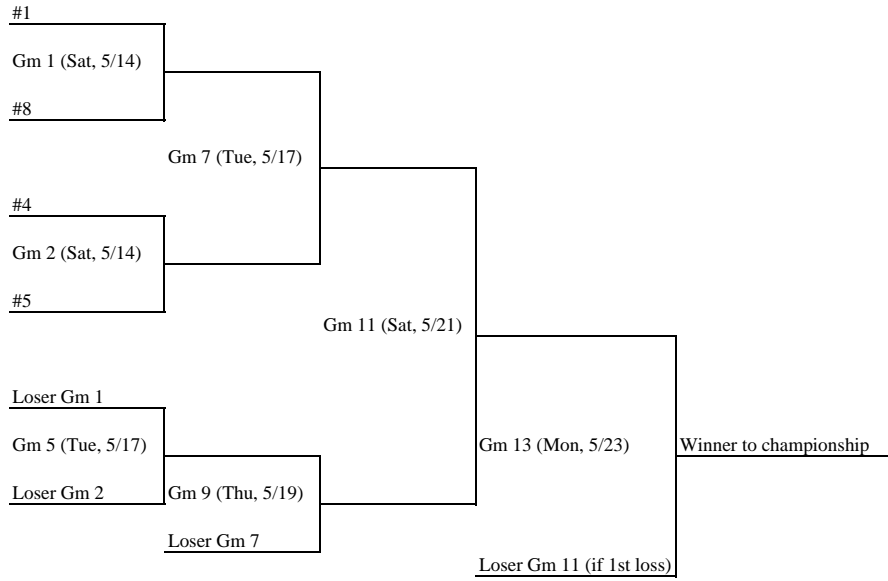 #1
Gm 1 (Sat, 5/14)
#8
Gm 7 (Tue, 5/17)
#4
Gm 2 (Sat, 5/14)
#5
Gm 11 (Sat, 5/21)
Loser Gm 1
Gm 5 (Tue, 5/17)
Gm 13 (Mon, 5/23)
Winner to championship
Loser Gm 2
Gm 9 (Thu, 5/19)
Loser Gm 7
Loser Gm 11 (if 1st loss)